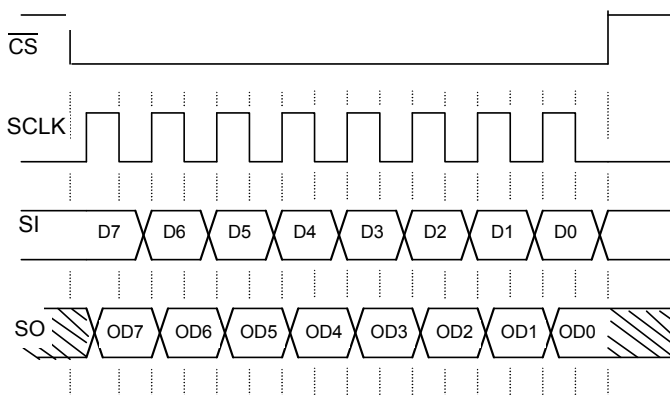 CS
SCLK
SI D7 D6 D5 D4 D3 D2 D1 D0
SO OD7 OD6 OD5 OD4 OD3 OD2 OD1 OD0